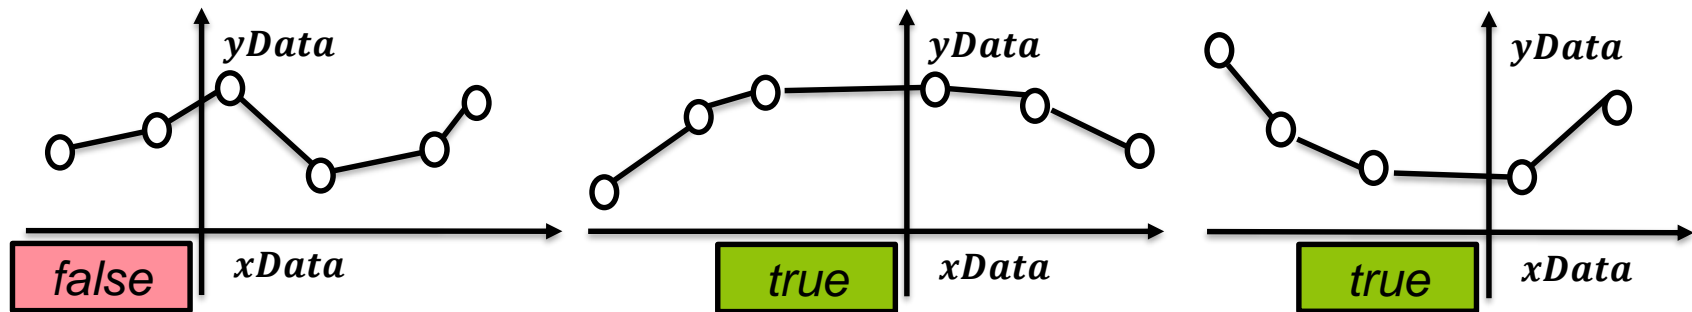 yData
yData
yData
false
xData
true
xData
true
xData